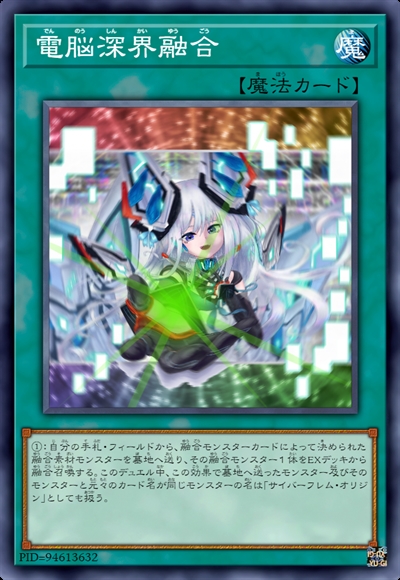 電脳深界融合
魔
【魔法カード】
①:自分の手札・フィールドから、融合モンスターカードによって決められた
融合素材モンスターを墓地へ送り、その融合モンスター1体をEXデッキから
融合召喚する。このデュエル中、この効果で墓地へ送ったモンスター及びその
モンスターと元々のカード名が同じモンスターの名は「サイバーフレム・オリジ
ン」としても扱う。
PID=94613632